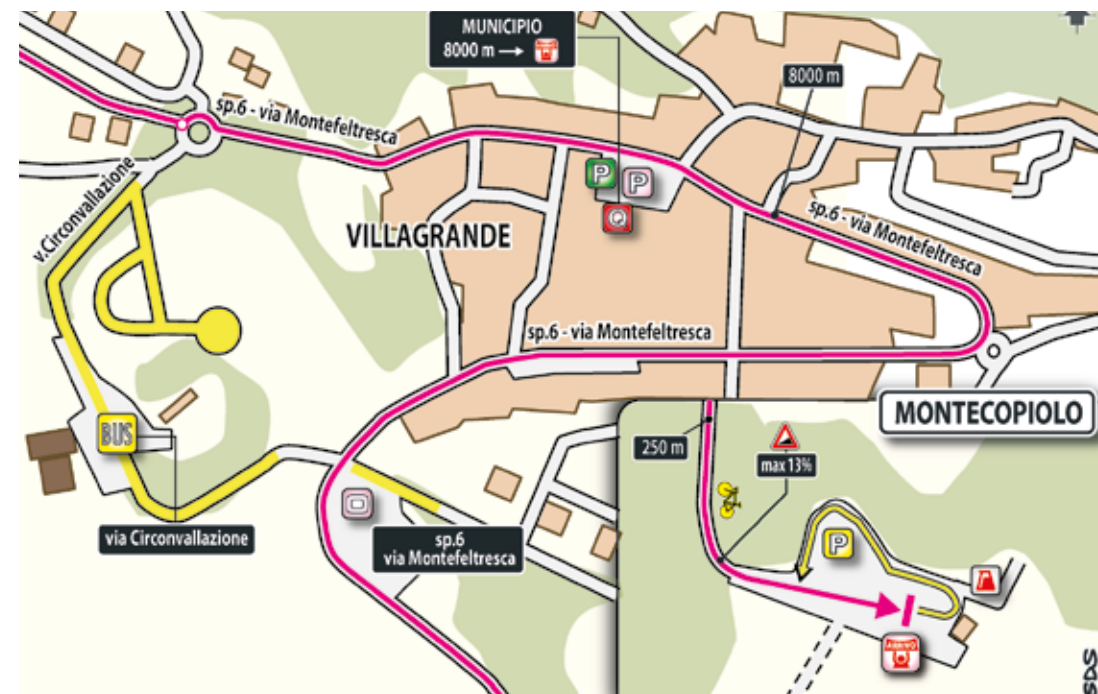 MUNICIPIO
8000 m →
8000 m
sp.6 - via Montefeltresca
P
P
Q
v.Circonvallazione
VILLAGRANDE
sp.6 - via Montefeltresca
sp.6 - via Montefeltresca
MONTECOPIOLO
BUS
250 m
max 13%
via Circonvallazione
sp.6
via Montefeltresca
P
ARRIVO
SDS